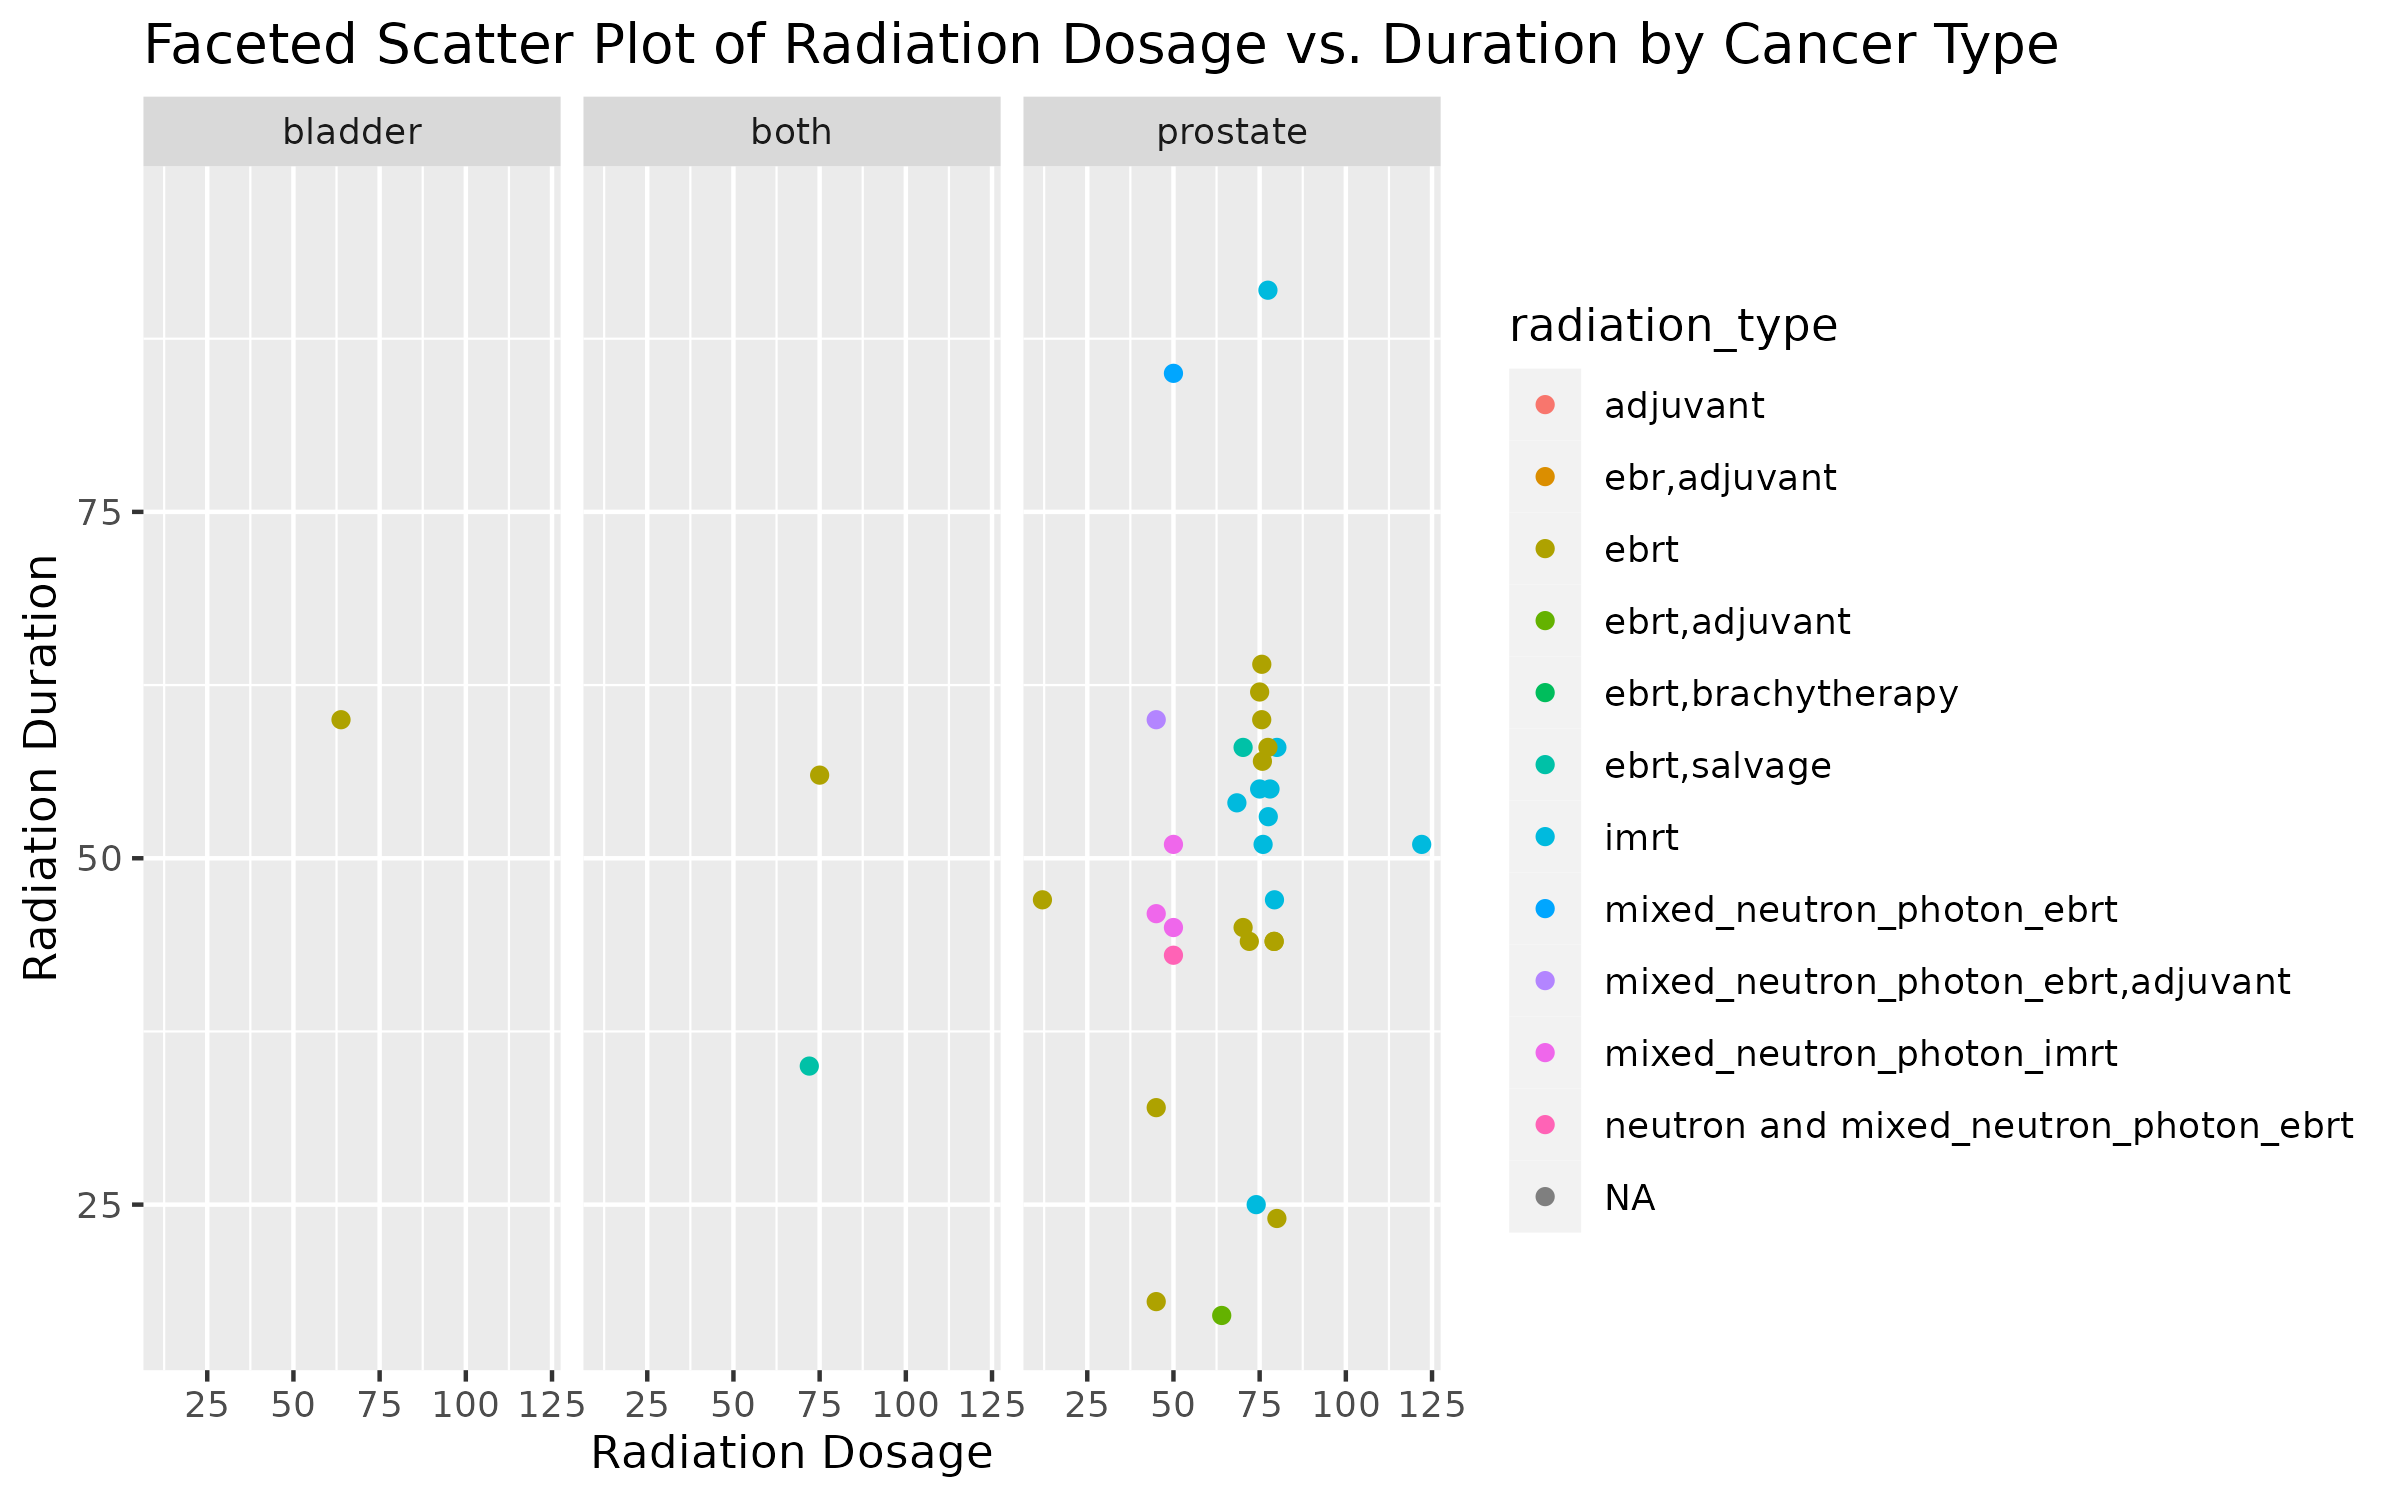 Faceted Scatter Plot of Radiation Dosage vs. Duration by Cancer Type
bladder both prostate
75
50
25
Radiation Duration
25 50 75 100 125 25 50 75 100 125 25 50 75 100 125
Radiation Dosage
radiation_type
adjuvant
ebr,adjuvant
ebrt
ebrt,adjuvant
ebrt,brachytherapy
ebrt,salvage
imrt
mixed_neutron_photon_ebrt
mixed_neutron_photon_ebrt,adjuvant
mixed_neutron_photon_imrt
neutron and mixed_neutron_photon_ebrt
NA